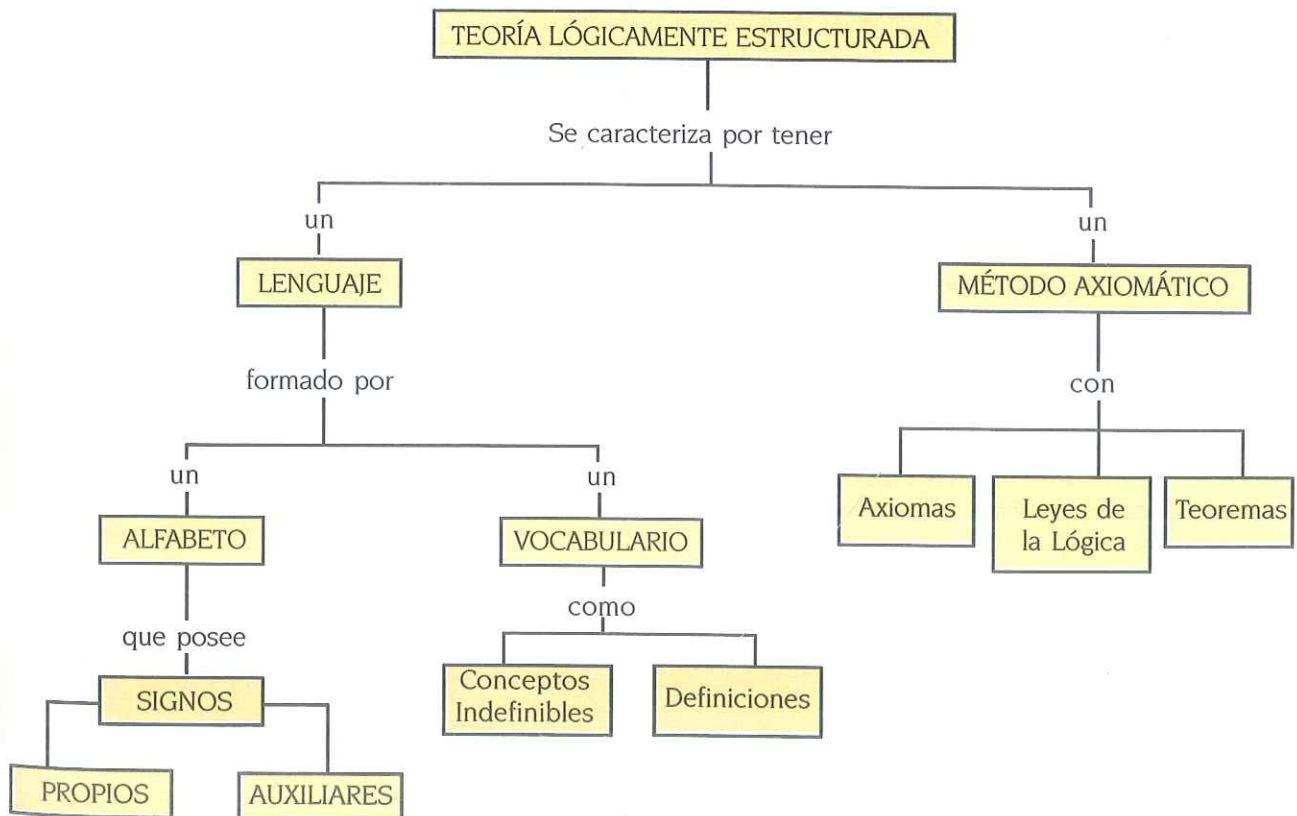 TEORÍA LÓGICAMENTE ESTRUCTURADA
Se caracteriza por tener
un
un
LENGUAJE
MÉTODO AXIOMÁTICO
formado por
con
un
un
Axiomas
Leyes de
la Lógica
Teoremas
ALFABETO
VOCABULARIO
que posee
como
SIGNOS
Conceptos
Indefinibles
Definiciones
PROPIOS
AUXILIARES